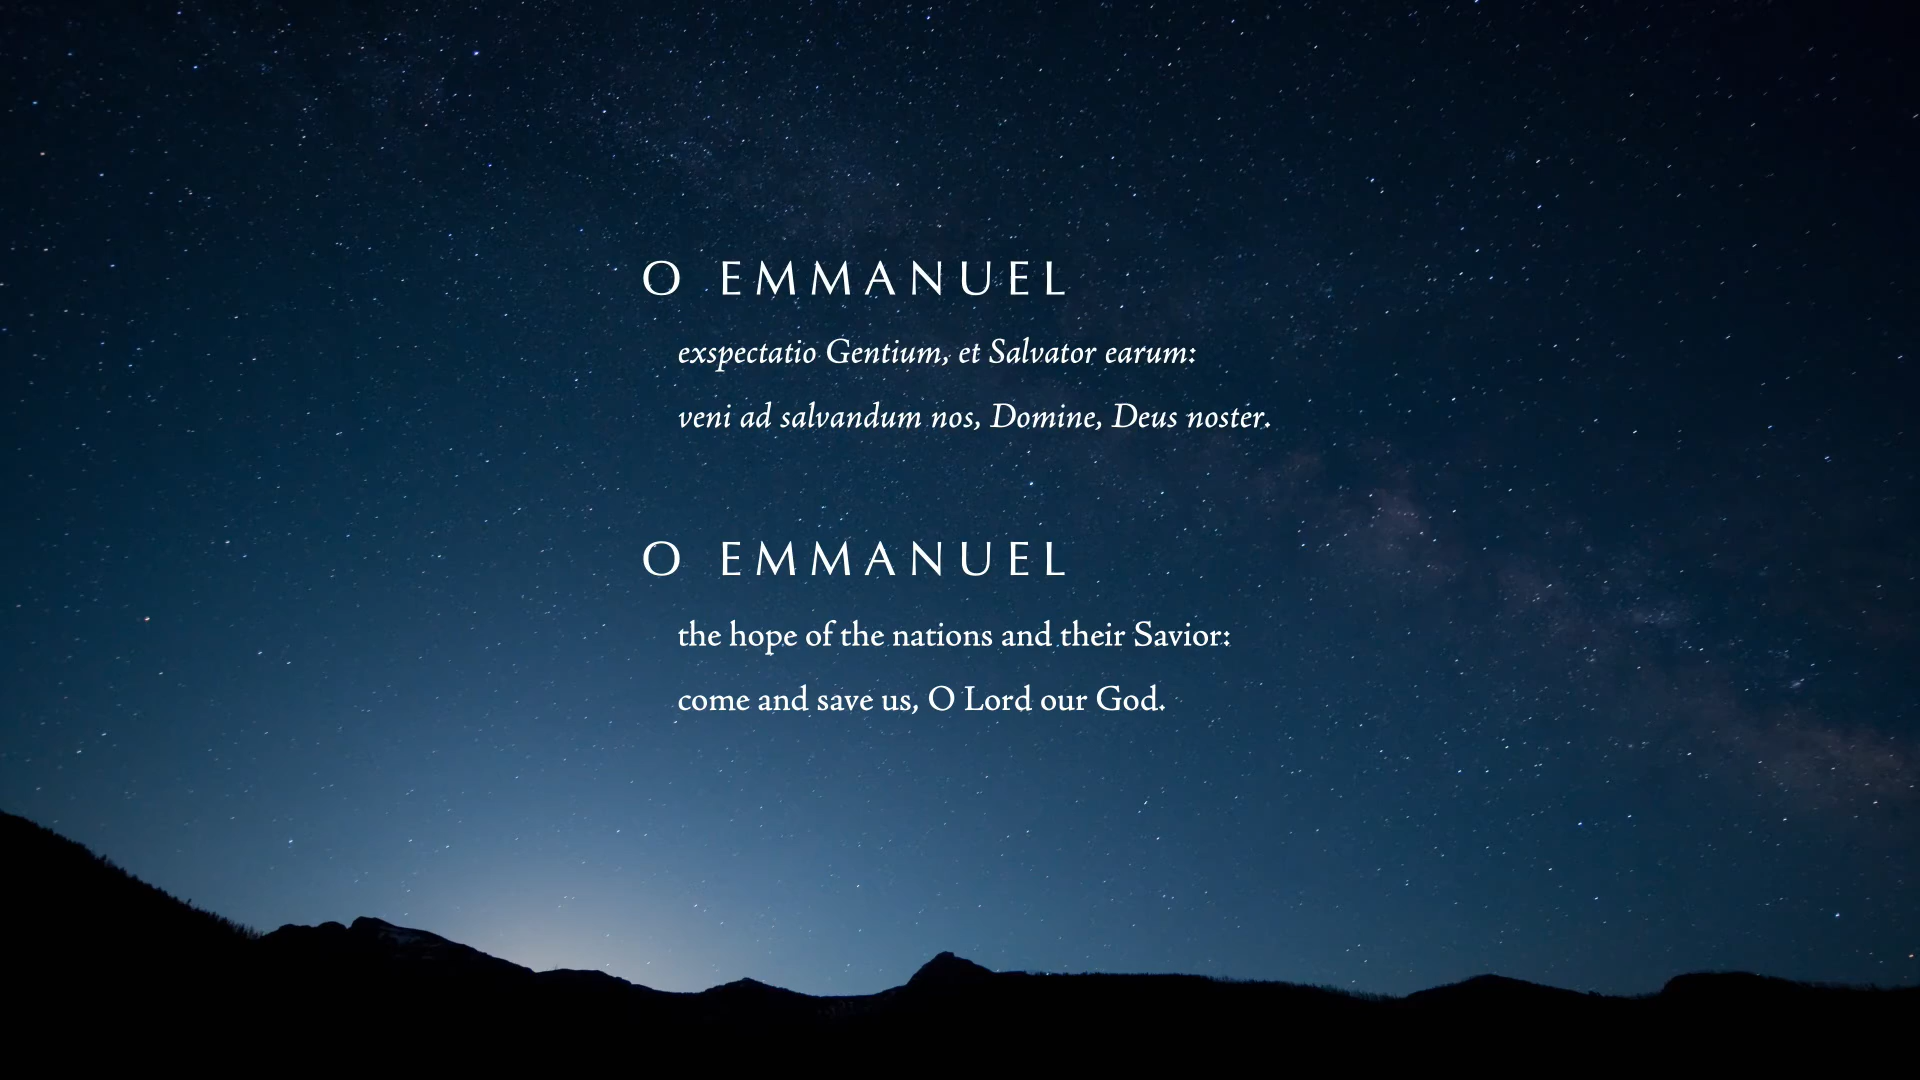 O EMMANUEL
exspectatio Gentium, et Salvator earum:
veni ad salvandum nos, Domine, Deus noster.
O EMMANUEL
the hope of the nations and their Savior:
come and save us, O Lord our God.